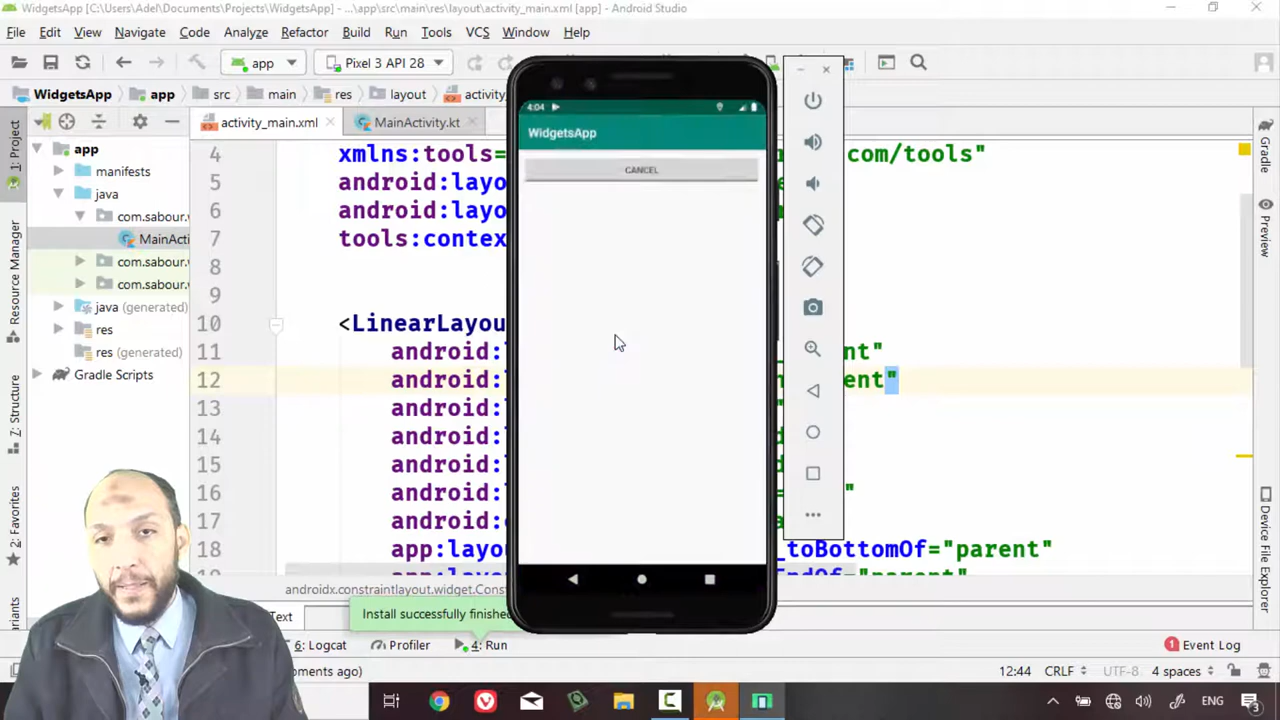 WidgetsApp [C:\Users\Adel\Documents\Projects\WidgetsApp] - ...\app\src\main\res\layout\activity_main.xml [app] - Android Studio
File Edit View Navigate Code Analyze Refactor Build Run Tools VCS Window Help
app Pixel 3 API 28
WidgetsApp app src main res layout
activity_main.xml MainActivity.kt
1: Project
Resource Manager
Z: Structure
2: Favorites
app
manifests
java
com.sabour.
MainActi
com.sabour.
com.sabour.
java (generated)
res
res (generated)
Gradle Scripts
4 xmlns:tools= com/tools"
5 android:layo
6 android:layo
7 tools:contex
8
9
10 <LinearLayou
11 android: nt"
12 android: ent"
13 android:
14 android:
15 android:
16 android: "
17 android:
18 app:layo _toBottomOf="parent"
4:04
WidgetsApp
CANCEL
androidx.constraintlayout.widget.Cons
Text
Install successfully finished
6: Logcat Profiler 4: Run
1 Event Log
oments ago)
12:44 CRLF UTF-8 4 spaces
Gradle
Preview
Device File Explorer
ENG
3